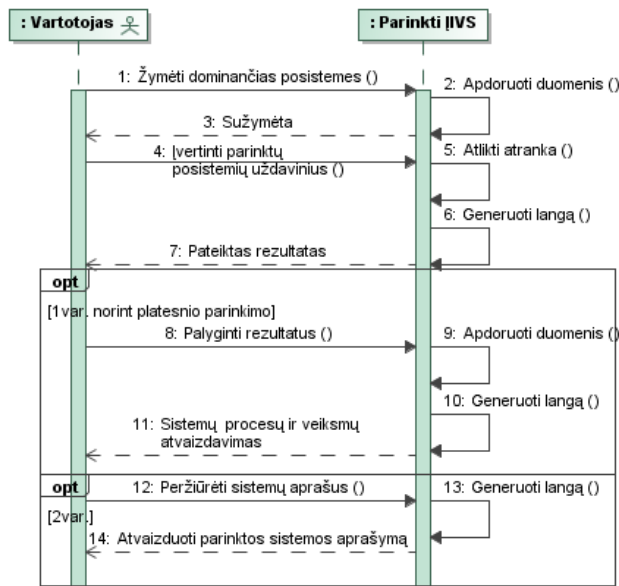 : Vartotojas
: Parinkti ĮIVS
1: Žymėti dominančias posistemes ()
2: Apdoruoti duomenis ()
3: Sužymėta
4: Įvertinti parinktų
posistemių uždavinius ()
5: Atlikti atranka ()
6: Generuoti langą ()
7: Pateiktas rezultatas
opt
[1var. norint platesnio parinkimo]
8: Palyginti rezultatus ()
9: Apdoruoti duomenis ()
10: Generuoti langą ()
11: Sistemų procesų ir veiksmų
atvaizdavimas
opt
12: Peržiūrėti sistemų aprašus ()
13: Generuoti langą ()
[2var.]
14: Atvaizduoti parinktos sistemos aprašymą